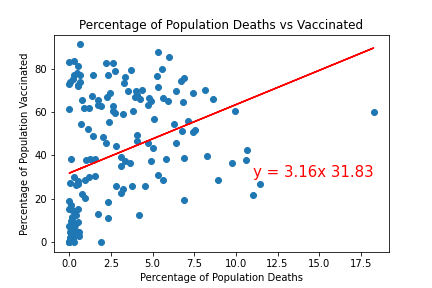 Percentage of Population Deaths vs Vaccinated
Percentage of Population Vaccinated
80
60
40
20
0
y = 3.16x 31.83
0.0 2.5 5.0 7.5 10.0 12.5 15.0 17.5
Percentage of Population Deaths